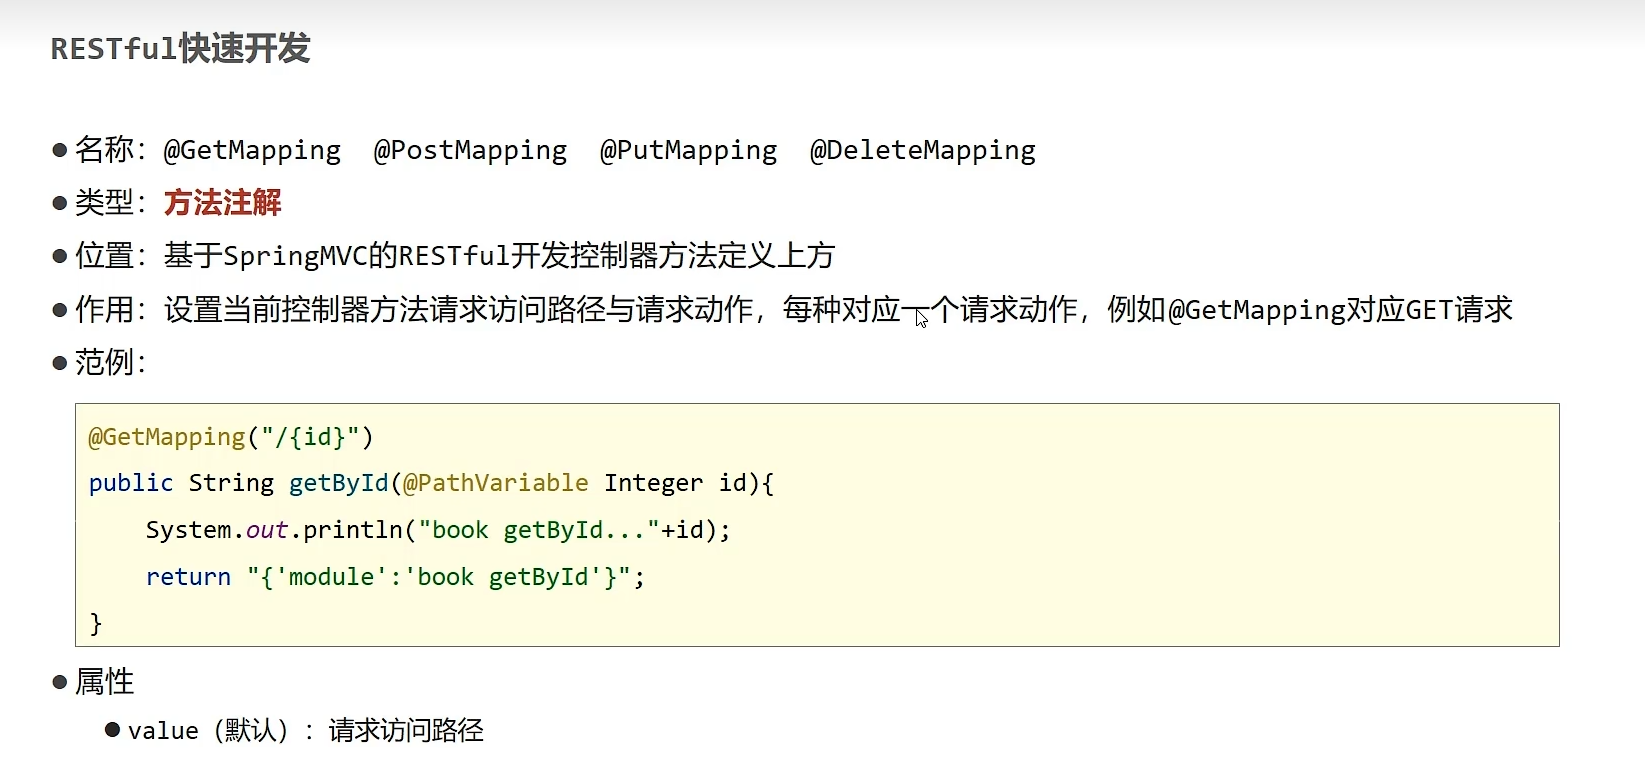 RESTful快速开发
● 名称：@GetMapping @PostMapping @PutMapping @DeleteMapping
● 类型：方法注解
● 位置：基于SpringMVC的RESTful开发控制器方法定义上方
● 作用：设置当前控制器方法请求访问路径与请求动作，每种对应一个请求动作，例如@GetMapping对应GET请求
● 范例：
@GetMapping("/{id}")
public String getById(@PathVariable Integer id){
    System.out.println("book getById..."+id);
    return "{'module':'book getById'}";
}
● 属性
● value（默认）：请求访问路径